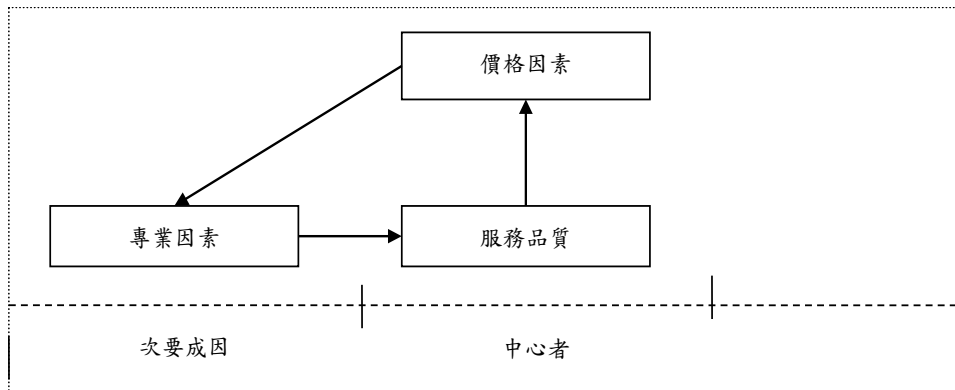 價格因素
專業因素
服務品質
次要成因
中心者